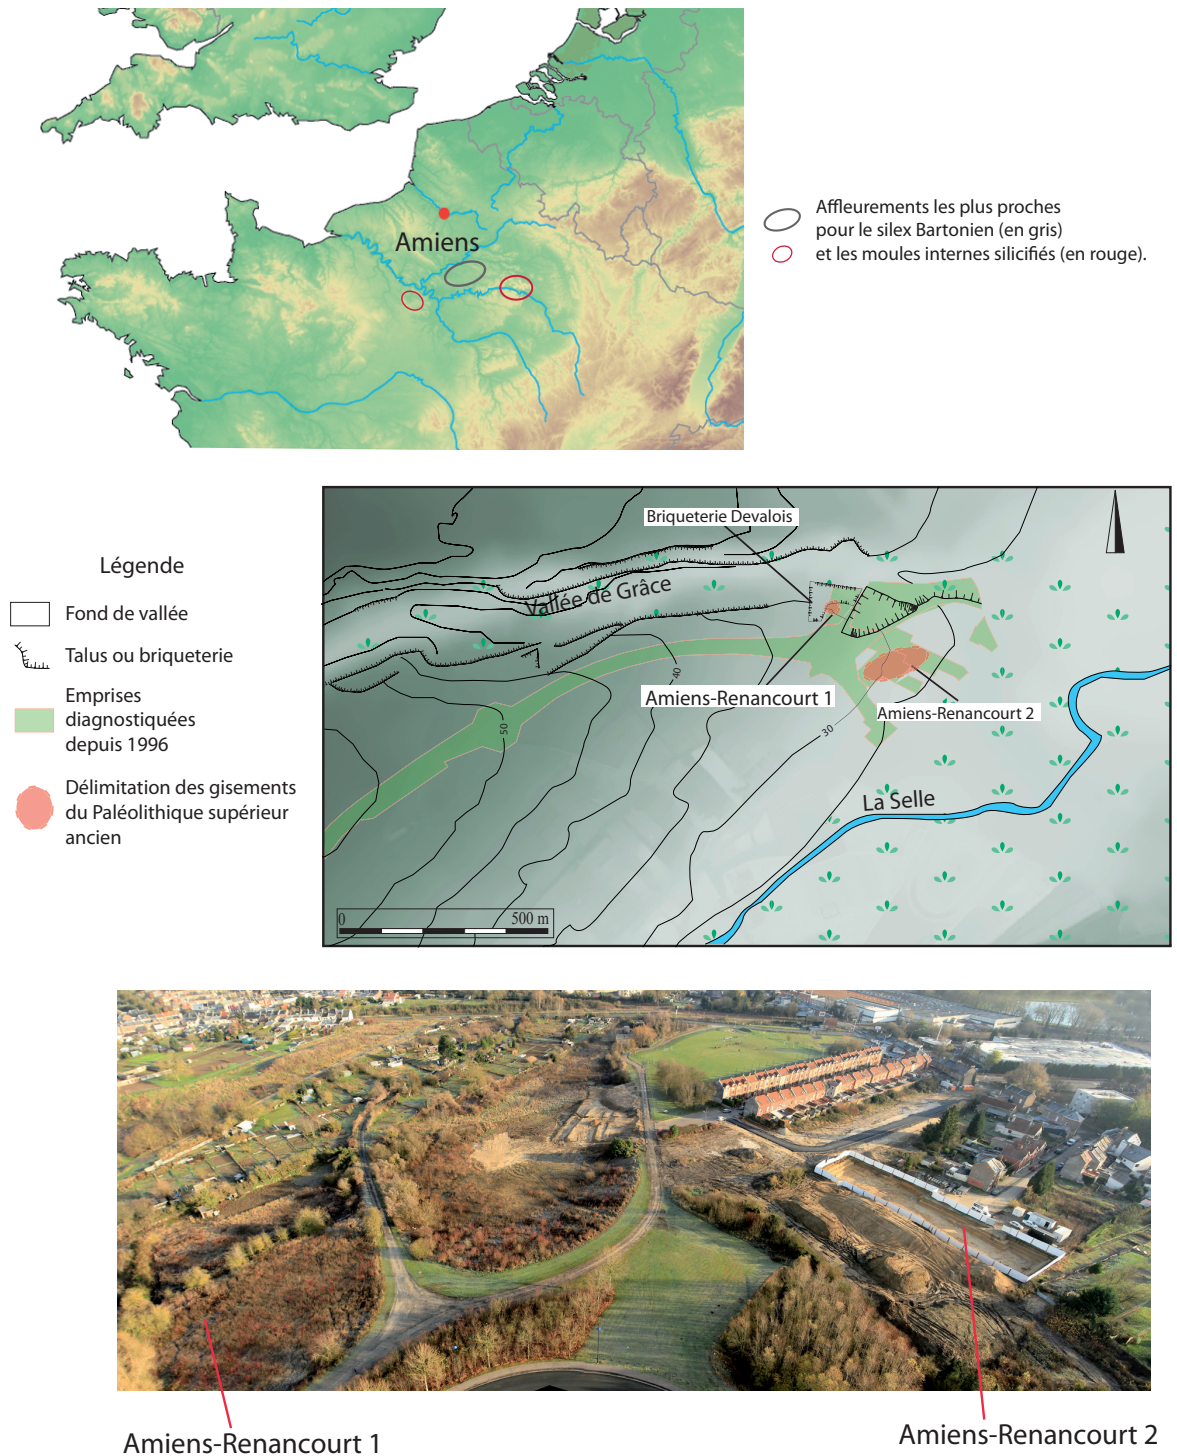 Amiens
Affleurements les plus proches
pour le silex Bartonien (en gris)
et les moules internes silicifiés (en rouge).
Légende
Fond de vallée
Talus ou briqueterie
Emprises
diagnostiquées
depuis 1996
Délimitation des gisements
du Paléolithique supérieur
ancien
Briqueterie Devalois
Vallée de Grâce
Amiens-Renancourt 1
Amiens-Renancourt 2
40
50
30
La Selle
0
500 m
Amiens-Renancourt 1
Amiens-Renancourt 2